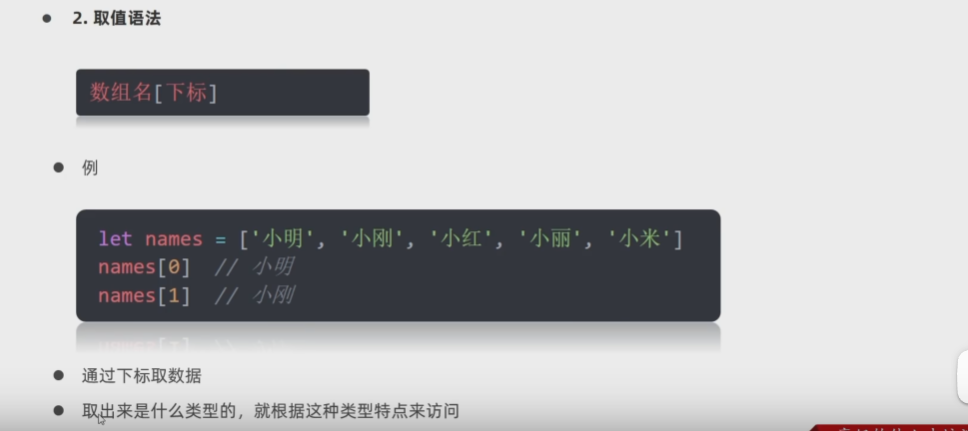 2. 取值语法
数组名[下标]
例
let names = ['小明', '小刚', '小红', '小丽', '小米']
names[0] // 小明
names[1] // 小刚
通过下标取数据
取出来是什么类型的，就根据这种类型特点来访问